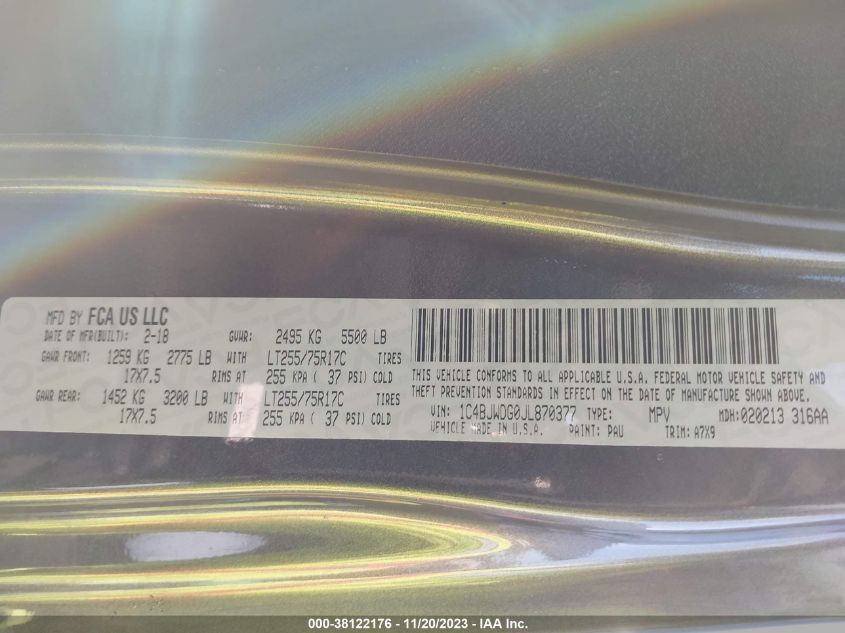 MFD BY FCA US LLC
DATE OF MFR(BUILT): 2-18 GVWR: 2495 KG 5500 LB
GAWR FRONT: 1259 KG 2775 LB WITH LT255/75R17C TIRES
17X7.5 RIMS AT 255 KPA ( 37 PSI) COLD
GAWR REAR: 1452 KG 3200 LB WITH LT255/75R17C TIRES
17X7.5 RIMS AT 255 KPA ( 37 PSI) COLD
THIS VEHICLE CONFORMS TO ALL APPLICABLE U.S.A. FEDERAL MOTOR VEHICLE SAFETY AND
THEFT PREVENTION STANDARDS IN EFFECT ON THE DATE OF MANUFACTURE SHOWN ABOVE.
VIN: 1C4BJWDG0JL870377 TYPE: MPV MDH:020213 316AA
VEHICLE MADE IN U.S.A. PAINT: PAU TRIM: A7X9
000-38122176 - 11/20/2023 - IAA Inc.